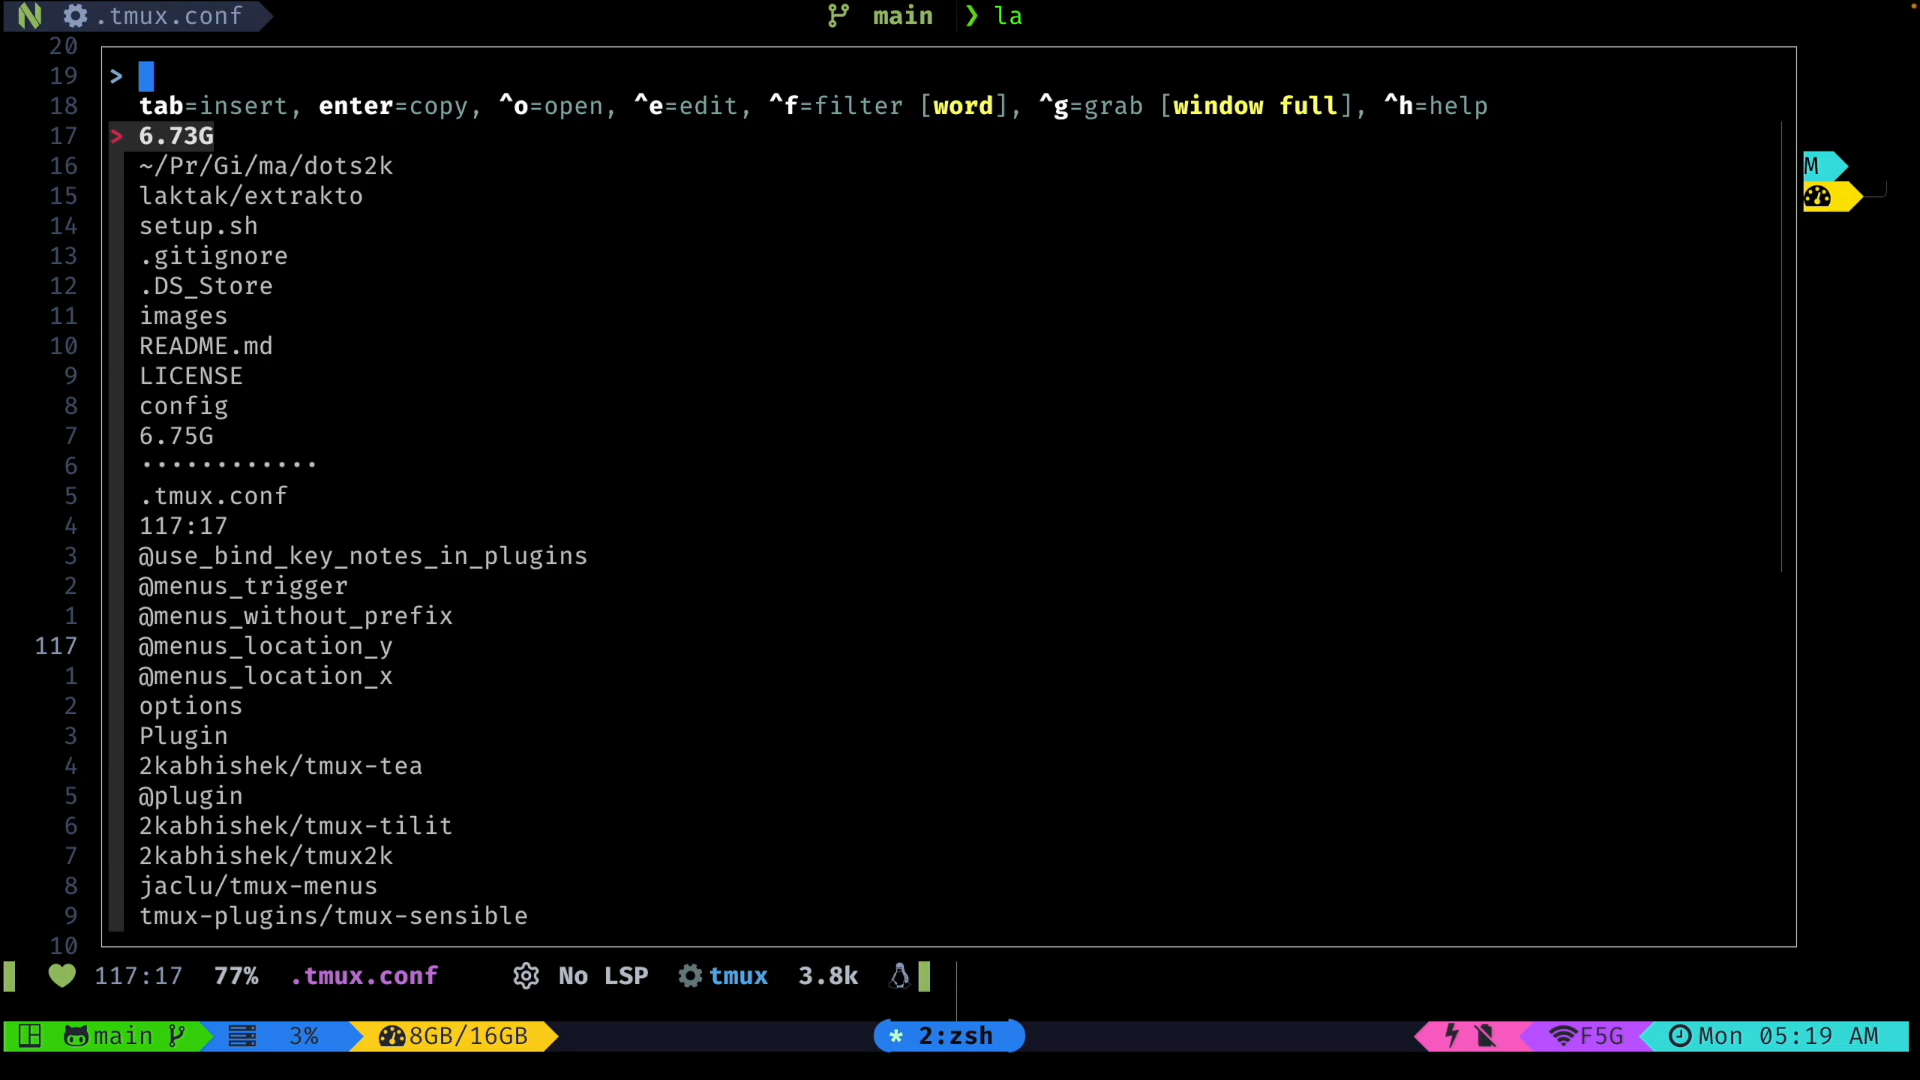 .tmux.conf main ❯ la
20
19 >
18 tab=insert, enter=copy, ^o=open, ^e=edit, ^f=filter [word], ^g=grab [window full], ^h=help
17 > 6.73G
16 ~/Pr/Gi/ma/dots2k M
15 laktak/extrakto
14 setup.sh
13 .gitignore
12 .DS_Store
11 images
10 README.md
9 LICENSE
8 config
7 6.75G
6 ············
5 .tmux.conf
4 117:17
3 @use_bind_key_notes_in_plugins
2 @menus_trigger
1 @menus_without_prefix
117 @menus_location_y
1 @menus_location_x
2 options
3 Plugin
4 2kabhishek/tmux-tea
5 @plugin
6 2kabhishek/tmux-tilit
7 2kabhishek/tmux2k
8 jaclu/tmux-menus
9 tmux-plugins/tmux-sensible
10
117:17 77% .tmux.conf No LSP tmux 3.8k
main 3% 8GB/16GB * 2:zsh F5G Mon 05:19 AM